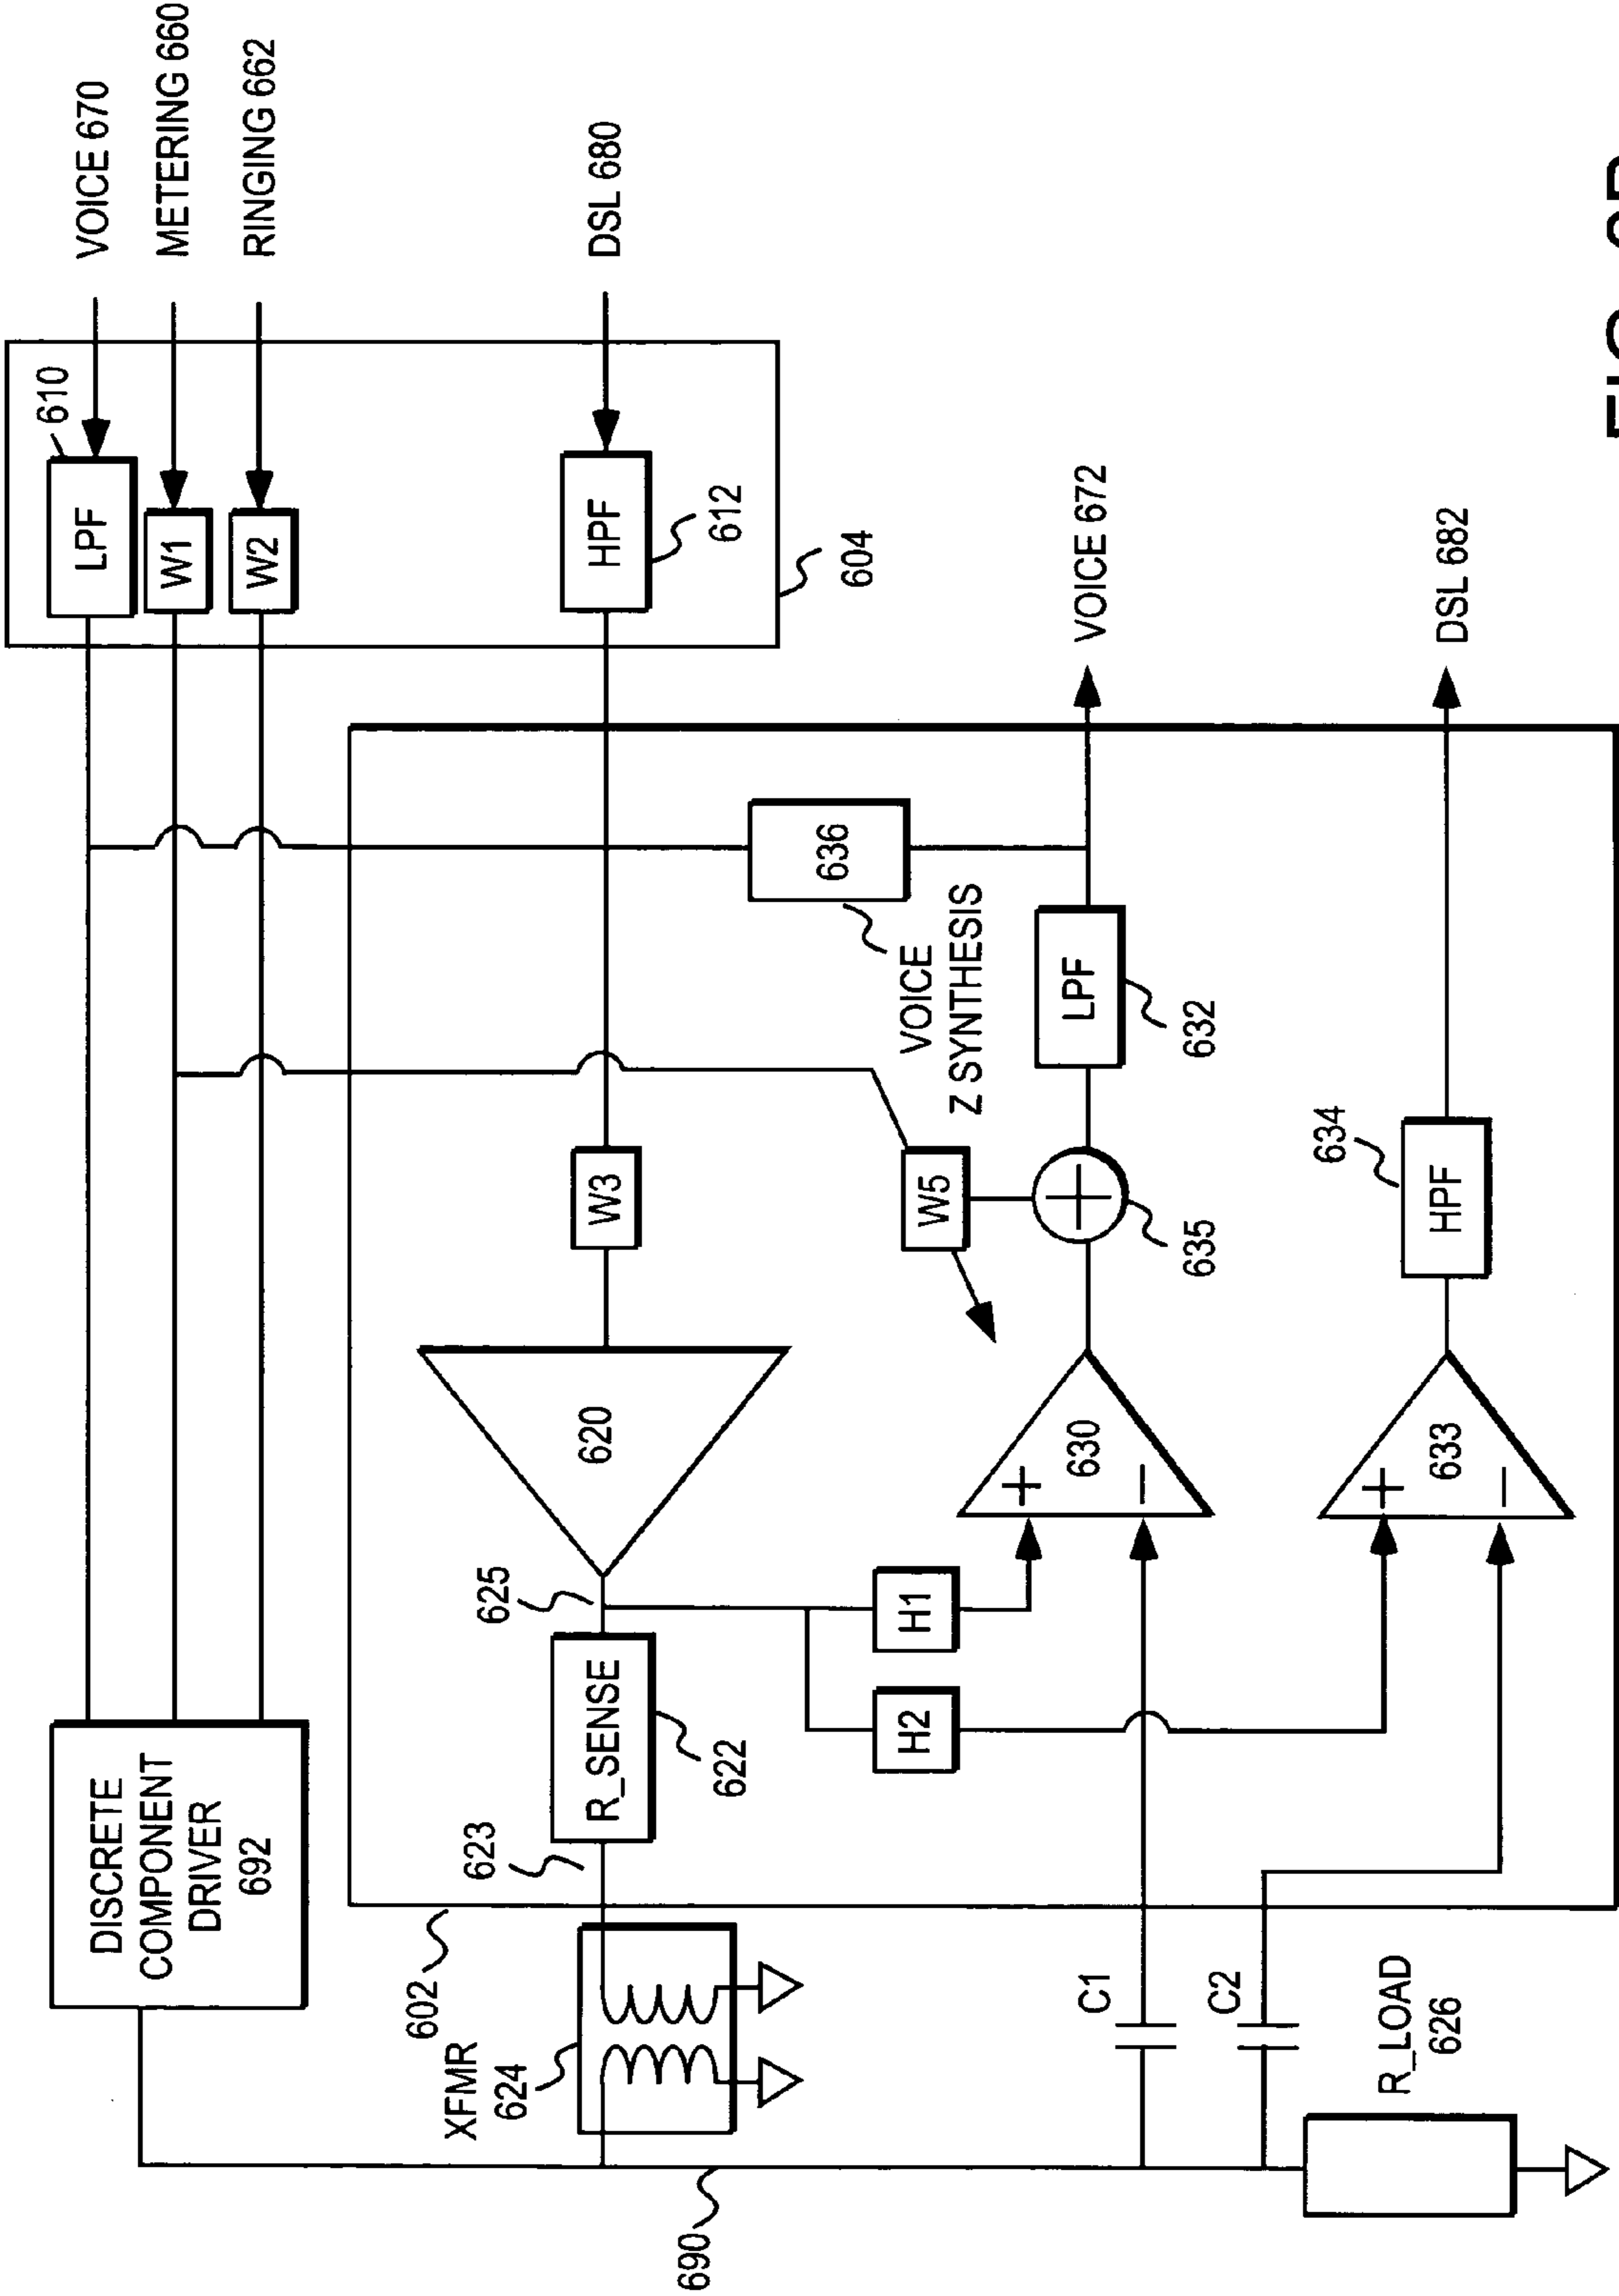 VOICE 670
METERING 660
RINGING 662
DSL 680
610
LPF
W1
W2
HPF
612
604
DISCRETE
COMPONENT
DRIVER
692
602
XFMR
624
623
R_SENSE
622
625
620
W3
636
VOICE
Z SYNTHESIS
W5
H1
H2
+
630
−
635
LPF
632
VOICE 672
+
633
−
634
HPF
DSL 682
C1
C2
R_LOAD
626
690